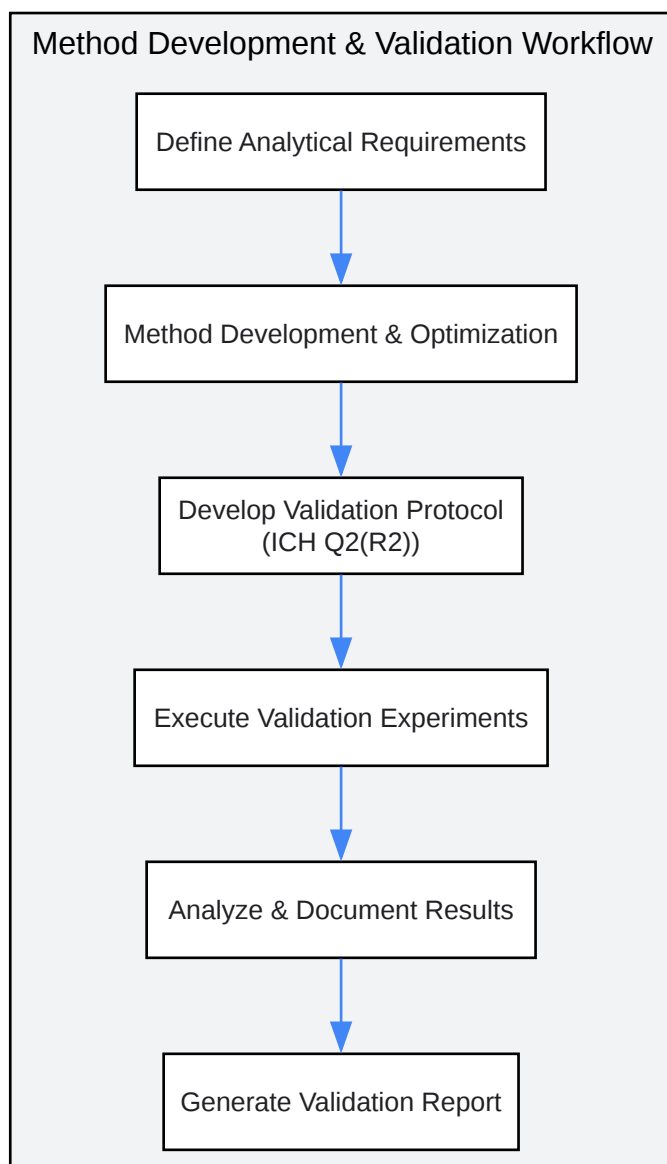 Method Development & Validation Workflow
Define Analytical Requirements
Method Development & Optimization
Develop Validation Protocol
(ICH Q2(R2))
Execute Validation Experiments
Analyze & Document Results
Generate Validation Report